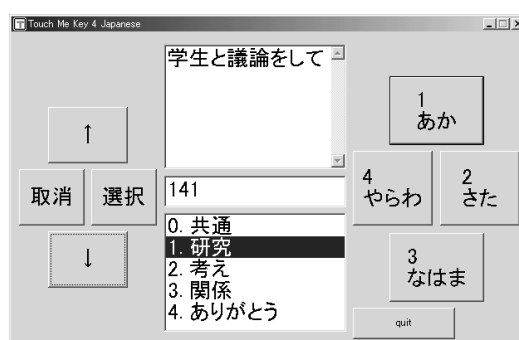 Touch Me Key 4 Japanese
学生と議論をして
↑
取消
選択
↓
141
0. 共通
1. 研究
2. 考え
3. 関係
4. ありがとう
1
あか
4
やらわ
2
さた
3
なはま
quit